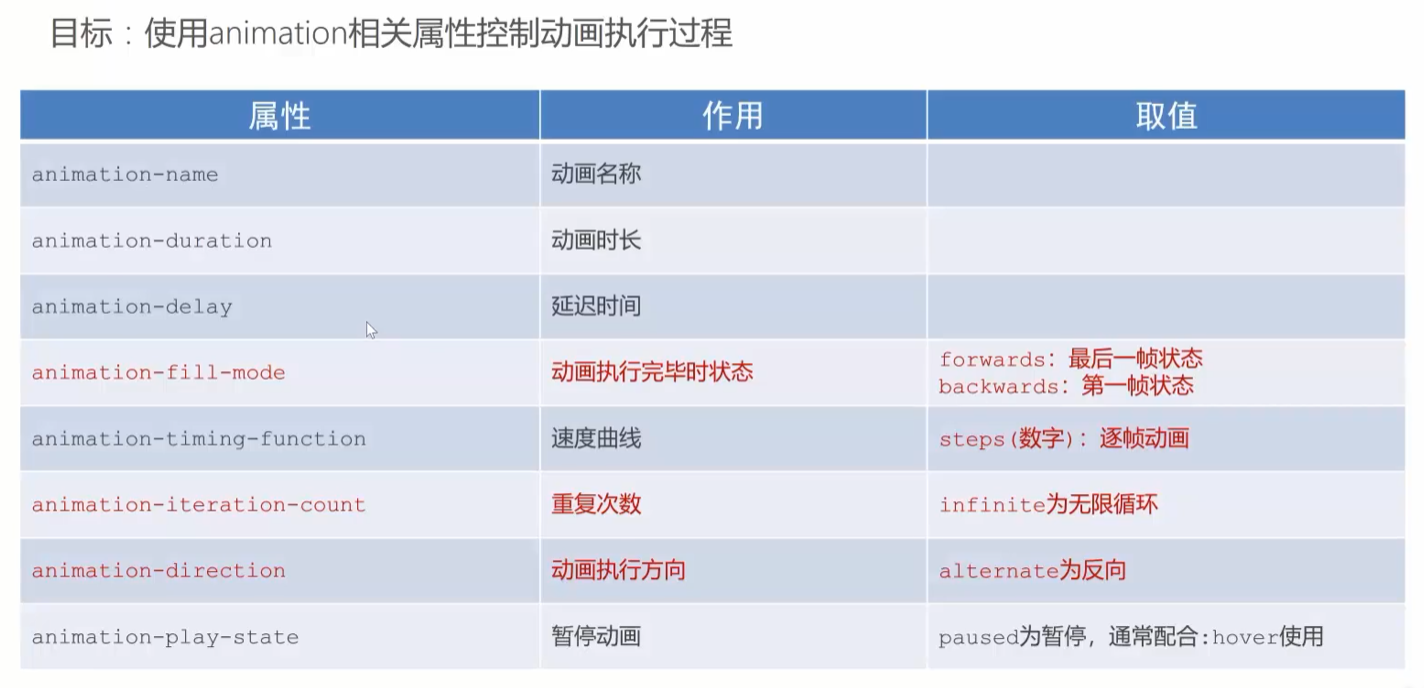 目标：使用animation相关属性控制动画执行过程
属性 作用 取值
animation-name 动画名称
animation-duration 动画时长
animation-delay 延迟时间
animation-fill-mode 动画执行完毕时状态 forwards：最后一帧状态
backwards：第一帧状态
animation-timing-function 速度曲线 steps(数字)：逐帧动画
animation-iteration-count 重复次数 infinite为无限循环
animation-direction 动画执行方向 alternate为反向
animation-play-state 暂停动画 paused为暂停，通常配合:hover使用